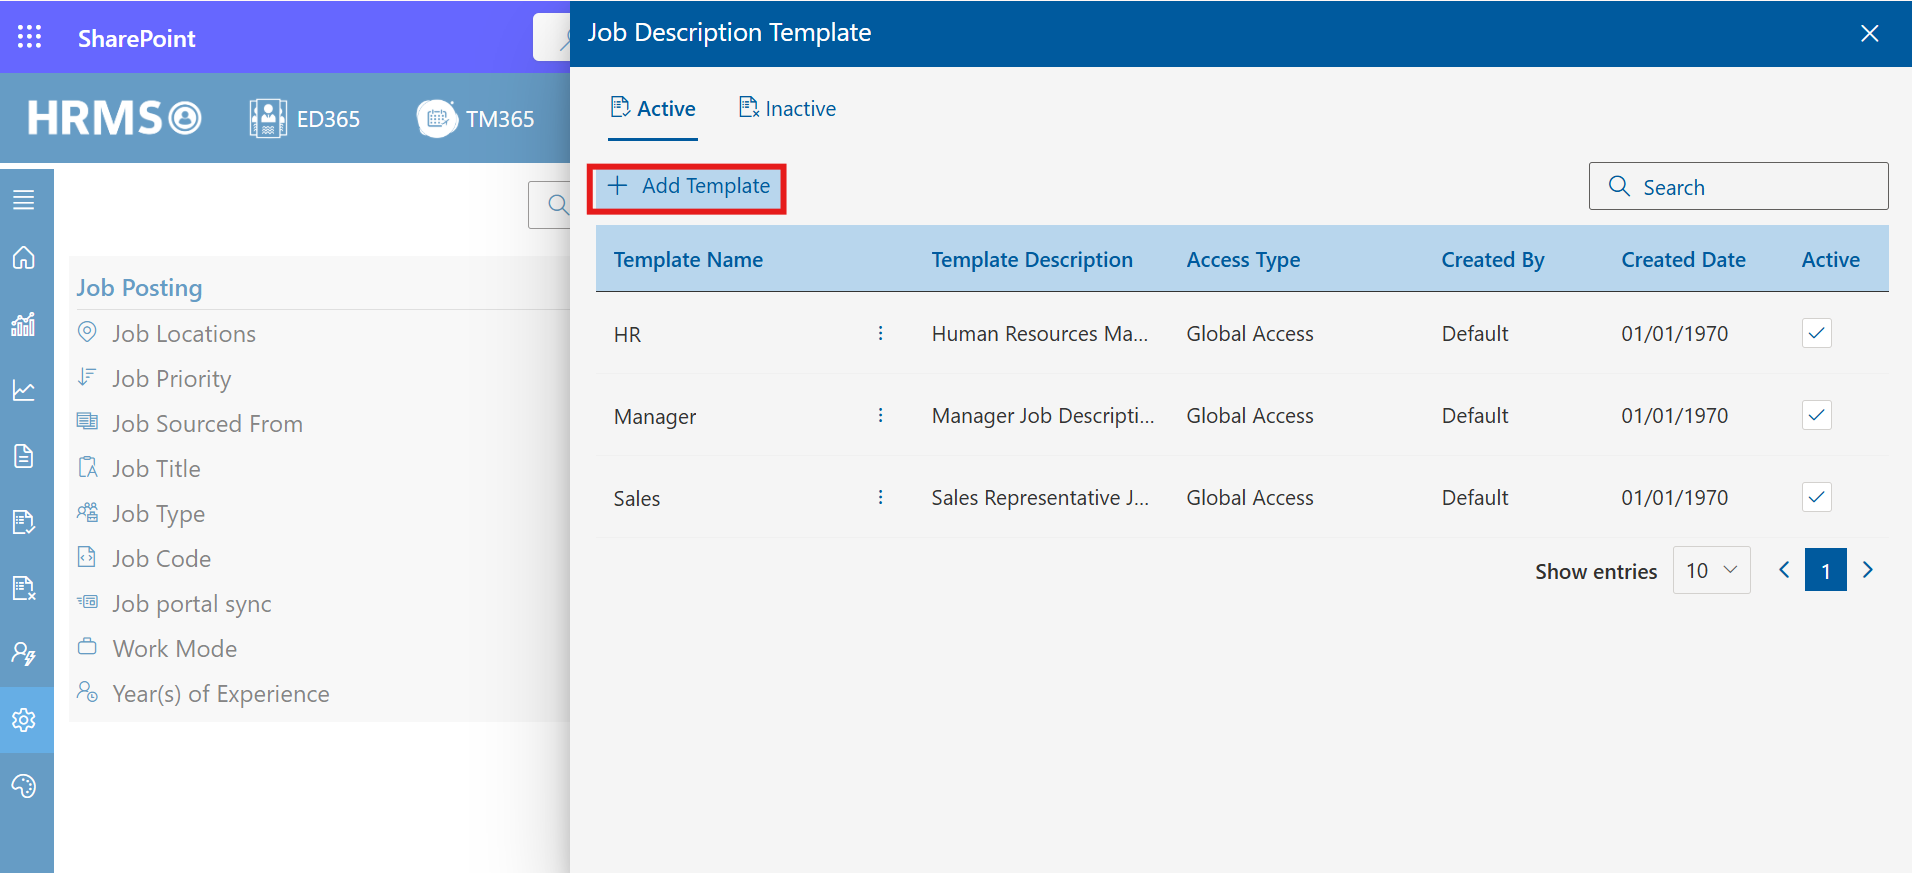 SharePoint
Job Description Template
HRMS
ED365
TM365
Active
Inactive
Add Template
Search
Template Name
Template Description
Access Type
Created By
Created Date
Active
HR
Human Resources Ma...
Global Access
Default
01/01/1970
Manager
Manager Job Descripti...
Global Access
Default
01/01/1970
Sales
Sales Representative J...
Global Access
Default
01/01/1970
Show entries
10
1
Job Posting
Job Locations
Job Priority
Job Sourced From
Job Title
Job Type
Job Code
Job portal sync
Work Mode
Year(s) of Experience